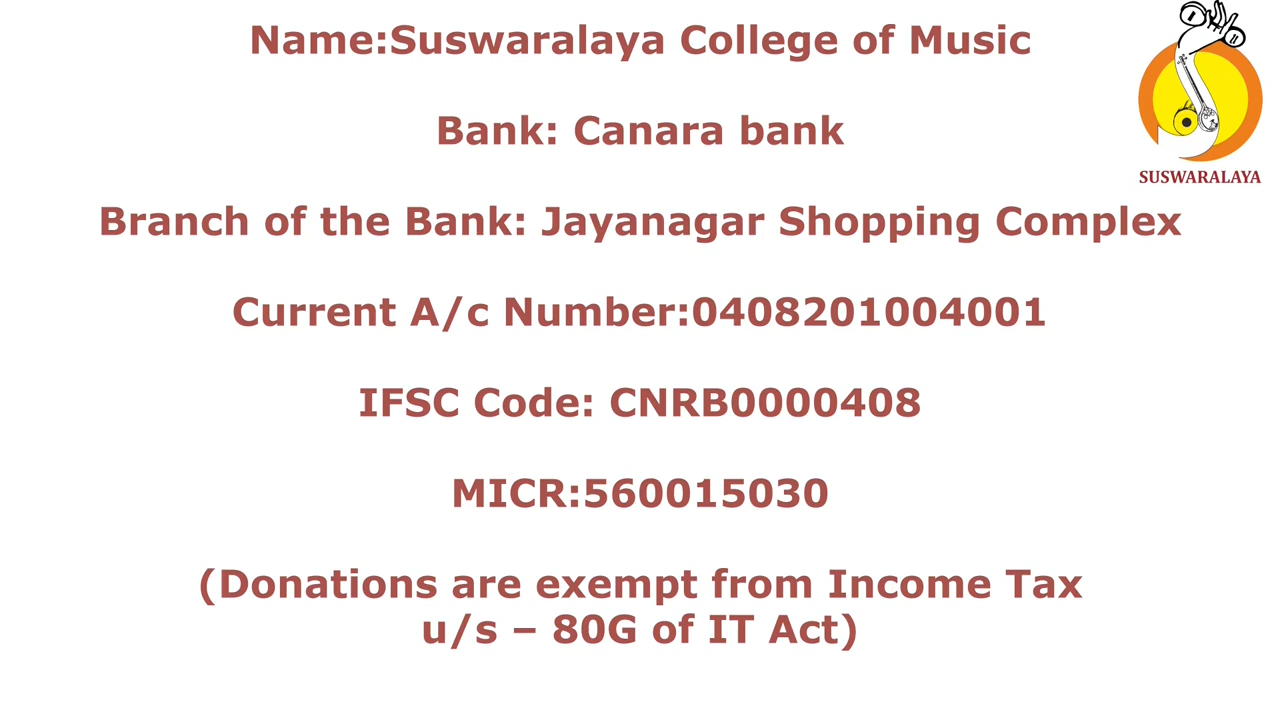 Name:Suswaralaya College of Music
Bank: Canara bank
Branch of the Bank: Jayanagar Shopping Complex
Current A/c Number:0408201004001
IFSC Code: CNRB0000408
MICR:560015030
(Donations are exempt from Income Tax
u/s – 80G of IT Act)
SUSWARALAYA